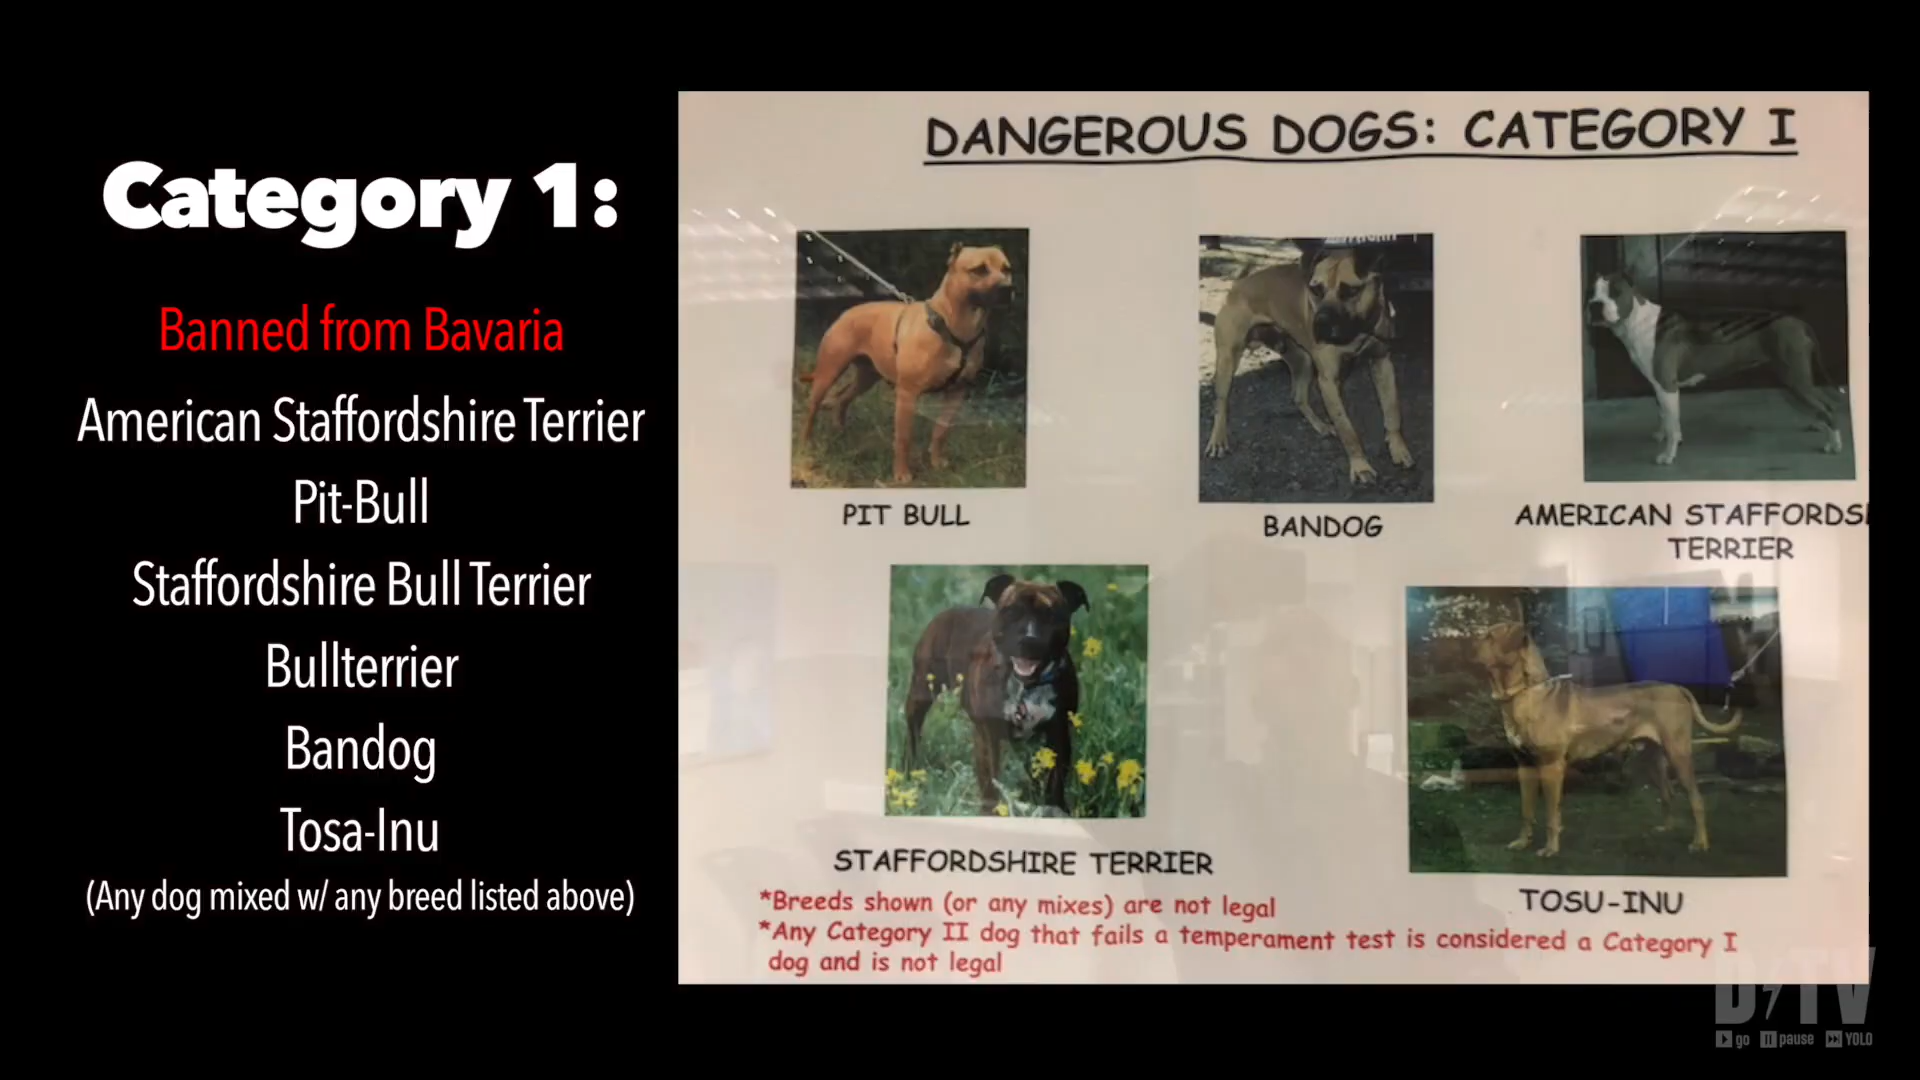 Category 1:
Banned from Bavaria
American Staffordshire Terrier
Pit-Bull
Staffordshire Bull Terrier
Bullterrier
Bandog
Tosa-Inu
(Any dog mixed w/ any breed listed above)
DANGEROUS DOGS: CATEGORY I
PIT BULL
BANDOG
AMERICAN STAFFORDS
TERRIER
STAFFORDSHIRE TERRIER
TOSU-INU
*Breeds shown (or any mixes) are not legal
*Any Category II dog that fails a temperament test is considered a Category I
dog and is not legal
DTV
go pause YOLO